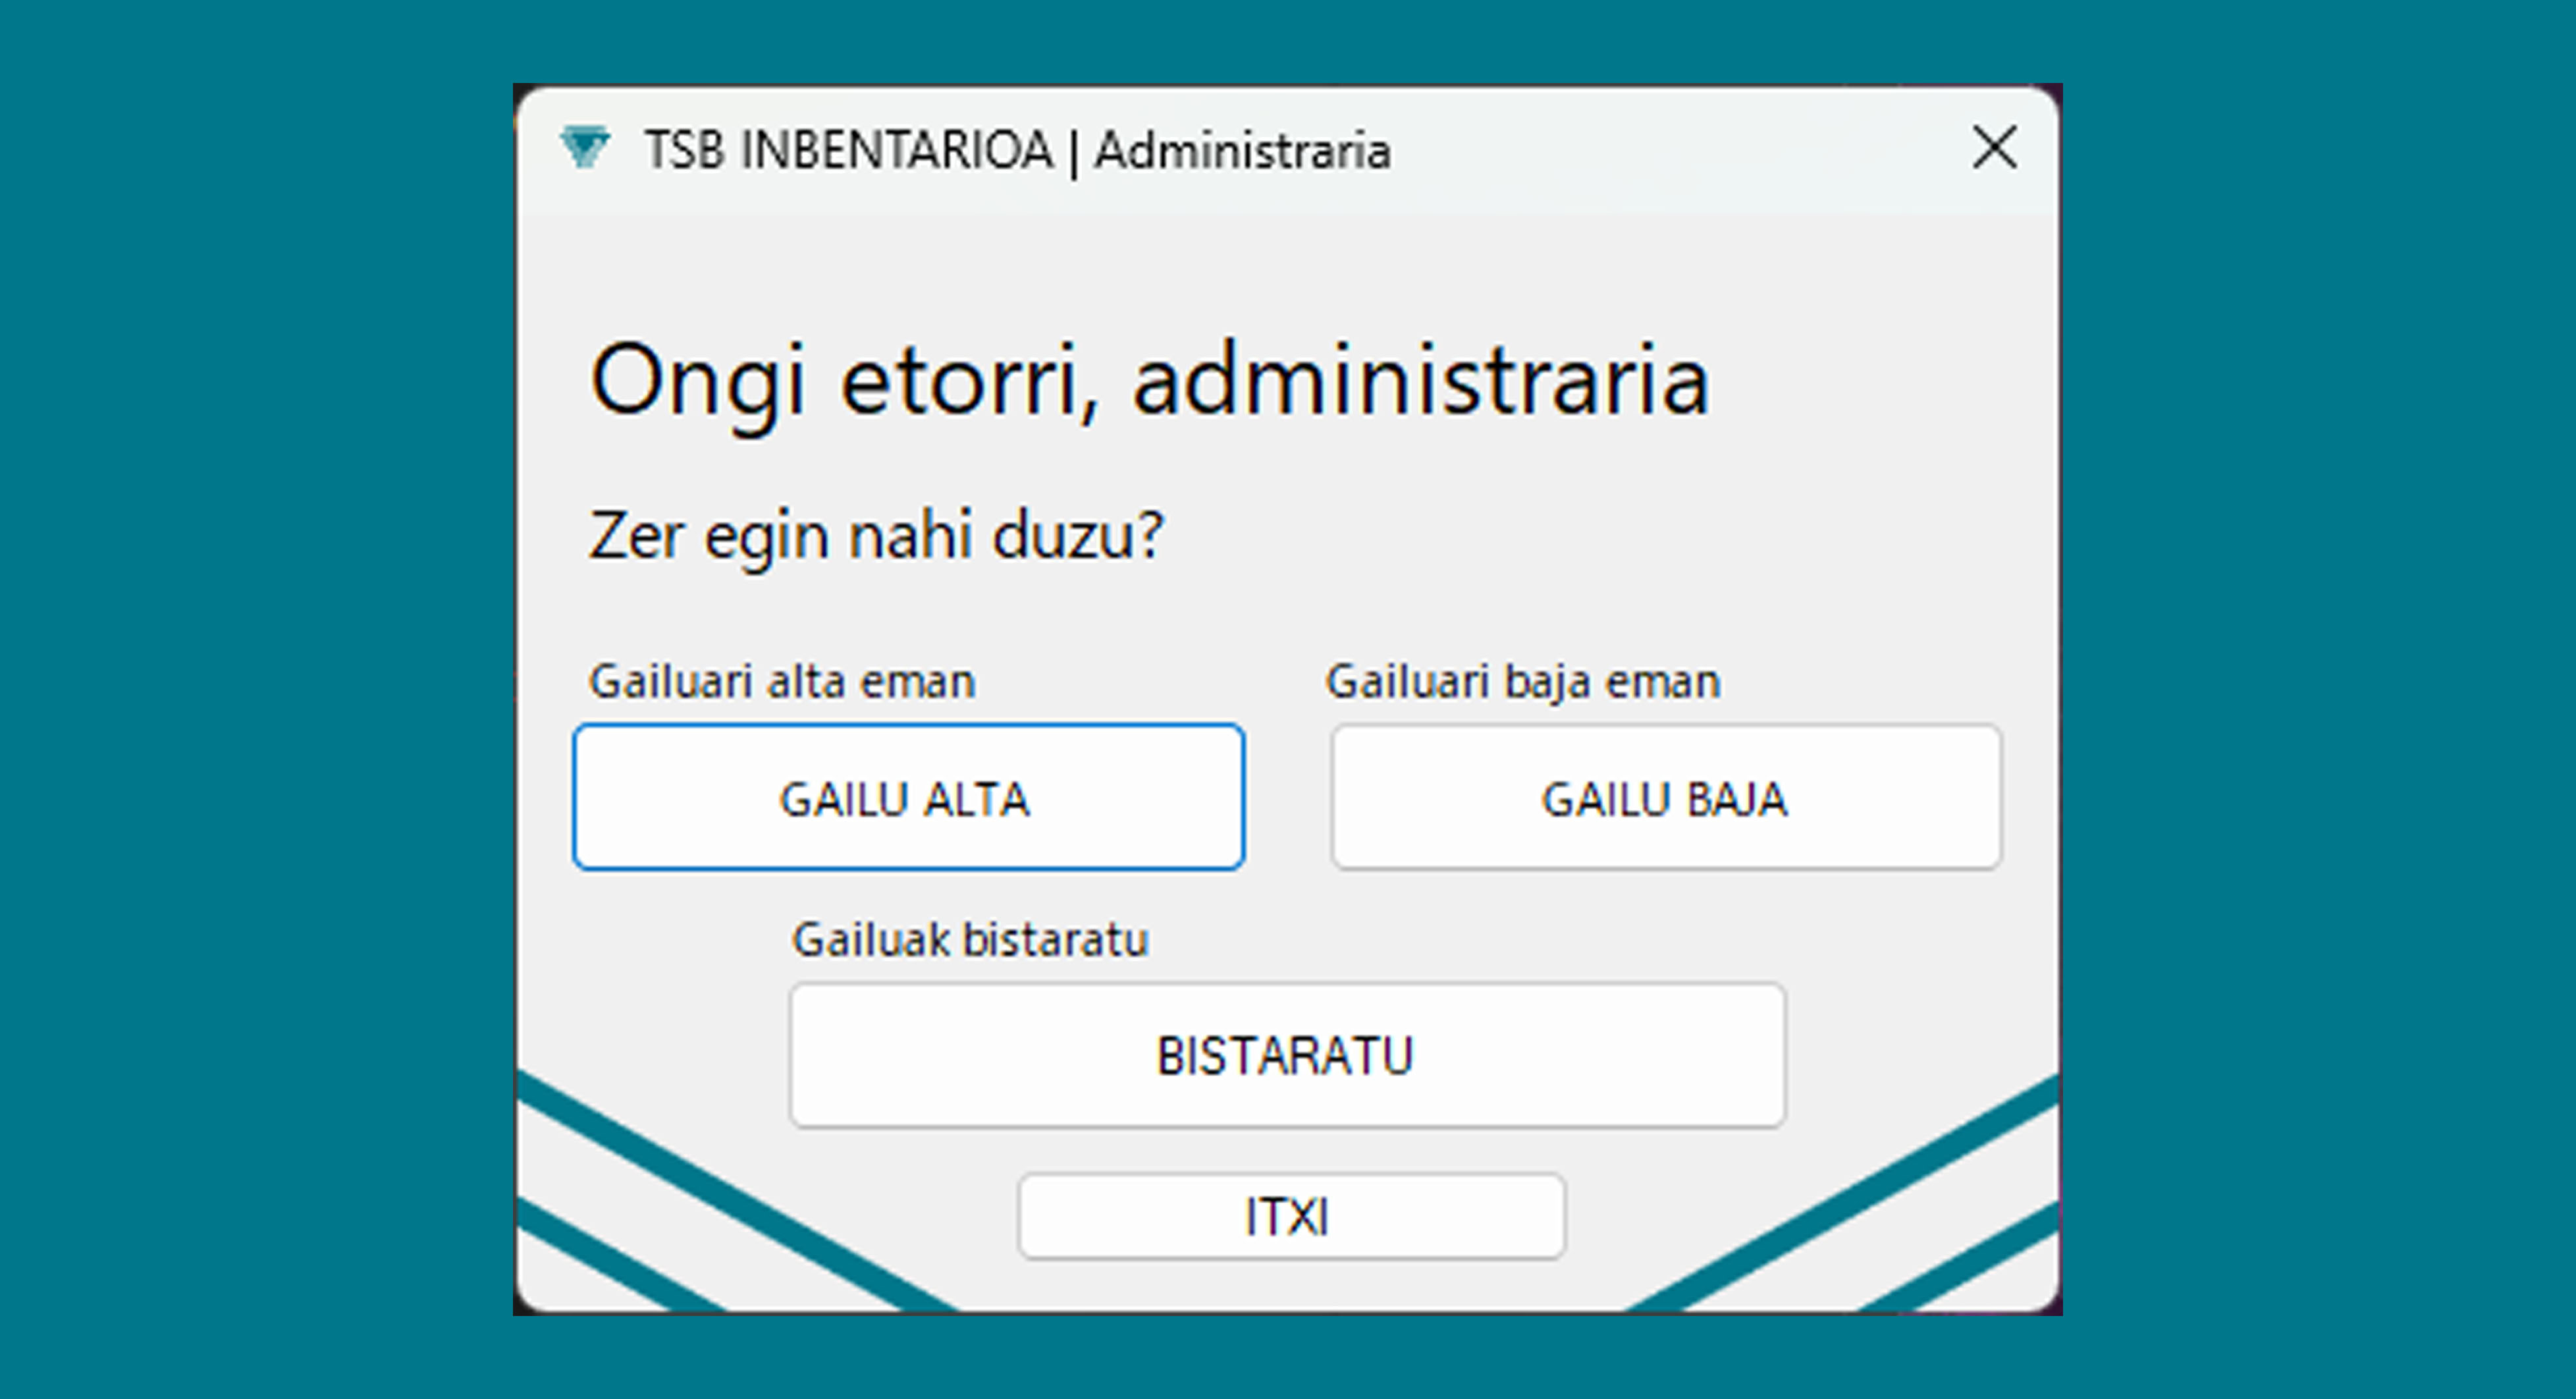 TSB INBENTARIOA | Administraria
Ongi etorri, administraria
Zer egin nahi duzu?
Gailuari alta eman
Gailuari baja eman
GAILU ALTA
GAILU BAJA
Gailuak bistaratu
BISTARATU
ITXI